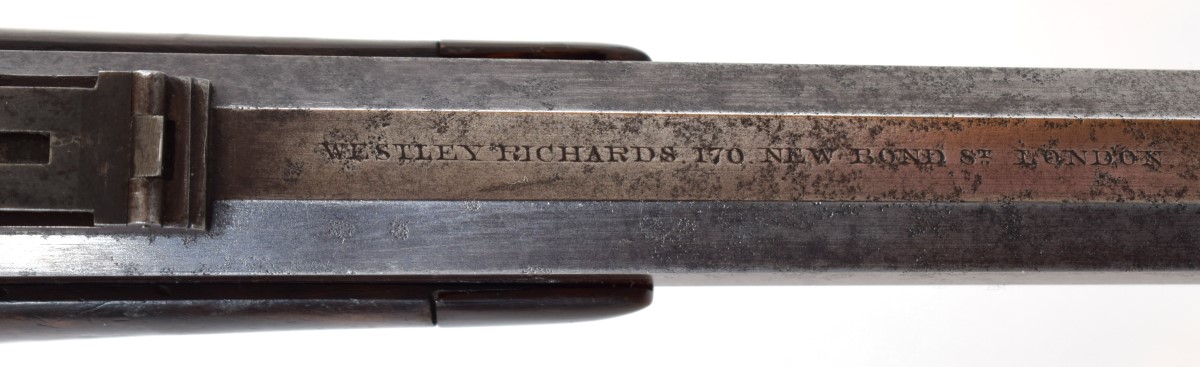 WESTLEY RICHARDS. 170. NEW BOND ST. LONDON